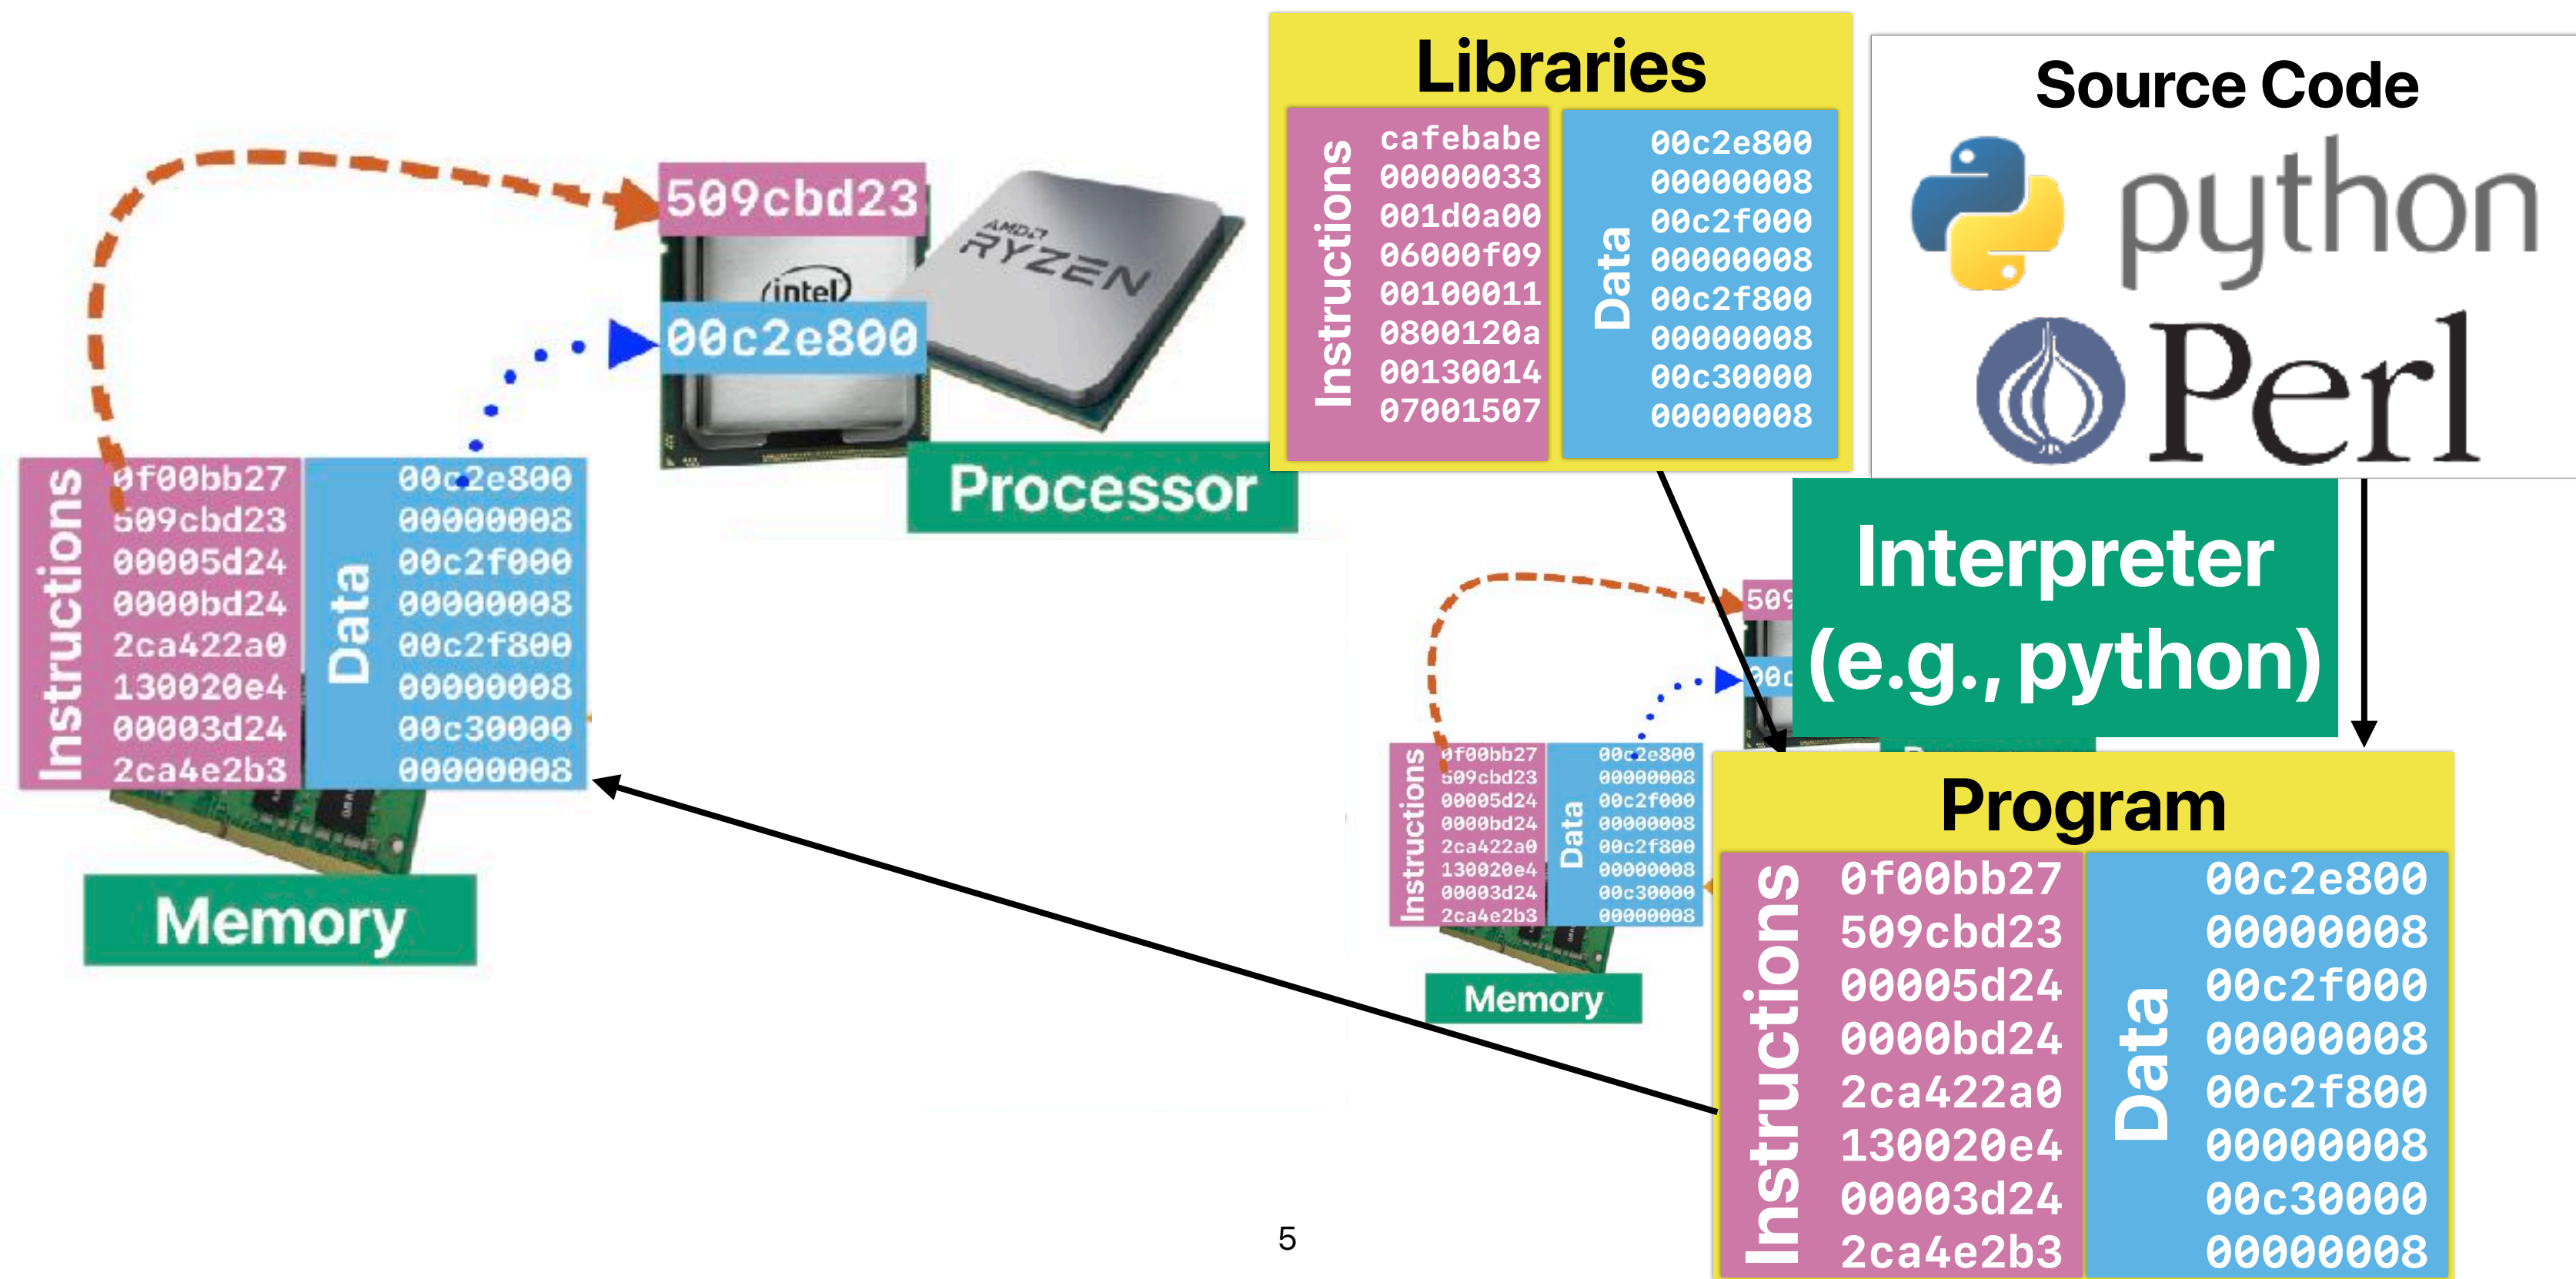 Libraries
Instructions
cafebabe
00000033
001d0a00
06000f09
00100011
0800120a
00130014
07001507
Data
00c2e800
00000008
00c2f000
00000008
00c2f800
00000008
00c30000
00000008
Source Code
python
Perl
509cbd23
intel
00c2e800
AMD
RYZEN
Processor
Instructions
0f00bb27
509cbd23
00005d24
0000bd24
2ca422a0
130020e4
00003d24
2ca4e2b3
Data
00c2e800
00000008
00c2f000
00000008
00c2f800
00000008
00c30000
00000008
Memory
Interpreter
(e.g., python)
509
00c
Instructions
0f00bb27
509cbd23
00005d24
0000bd24
2ca422a0
130020e4
00003d24
2ca4e2b3
Data
00c2e800
00000008
00c2f000
00000008
00c2f800
00000008
00c30000
00000008
Memory
Program
Instructions
0f00bb27
509cbd23
00005d24
0000bd24
2ca422a0
130020e4
00003d24
2ca4e2b3
Data
00c2e800
00000008
00c2f000
00000008
00c2f800
00000008
00c30000
00000008
5